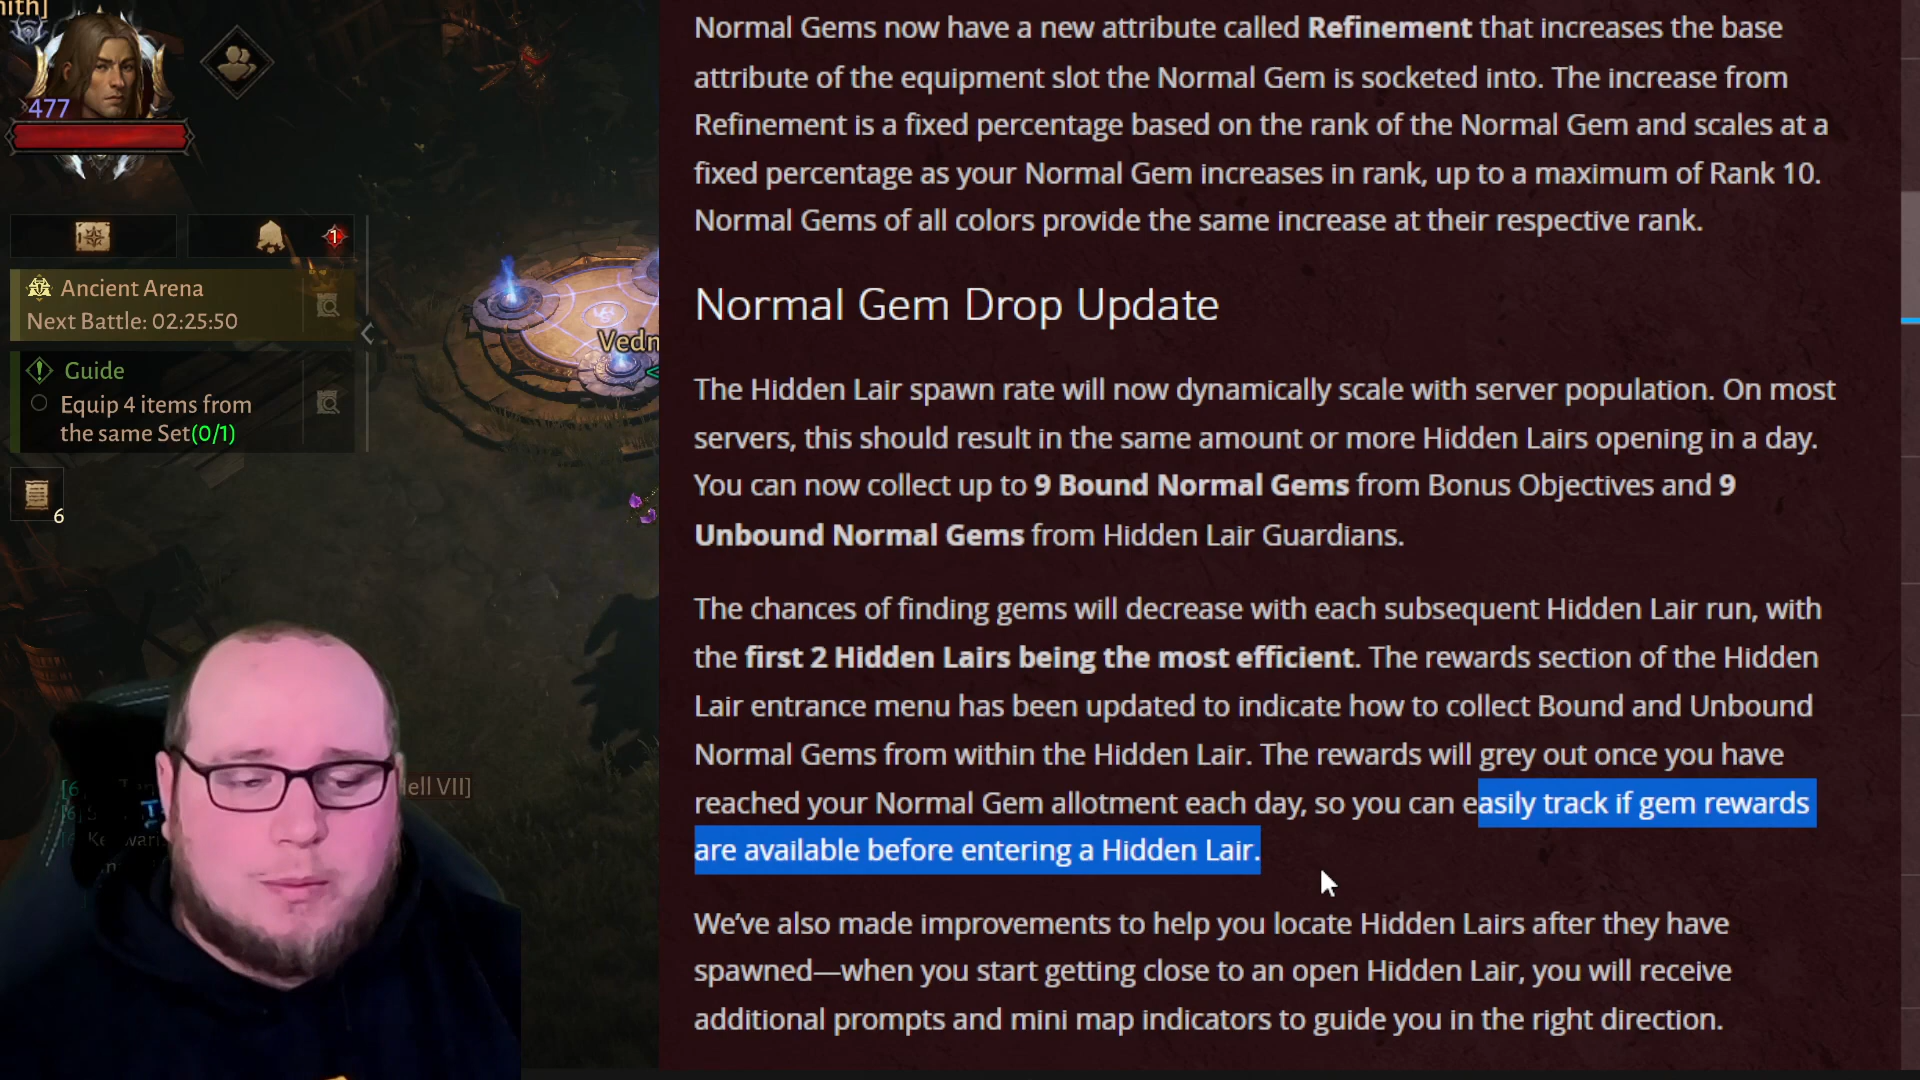 nith]
477
1
Ancient Arena
Next Battle: 02:25:50
Guide
Equip 4 items from
the same Set(0/1)
6
Vedn
ell VII]
Normal Gems now have a new attribute called Refinement that increases the base
attribute of the equipment slot the Normal Gem is socketed into. The increase from
Refinement is a fixed percentage based on the rank of the Normal Gem and scales at a
fixed percentage as your Normal Gem increases in rank, up to a maximum of Rank 10.
Normal Gems of all colors provide the same increase at their respective rank.
Normal Gem Drop Update
The Hidden Lair spawn rate will now dynamically scale with server population. On most
servers, this should result in the same amount or more Hidden Lairs opening in a day.
You can now collect up to 9 Bound Normal Gems from Bonus Objectives and 9
Unbound Normal Gems from Hidden Lair Guardians.
The chances of finding gems will decrease with each subsequent Hidden Lair run, with
the first 2 Hidden Lairs being the most efficient. The rewards section of the Hidden
Lair entrance menu has been updated to indicate how to collect Bound and Unbound
Normal Gems from within the Hidden Lair. The rewards will grey out once you have
reached your Normal Gem allotment each day, so you can easily track if gem rewards
are available before entering a Hidden Lair.
We’ve also made improvements to help you locate Hidden Lairs after they have
spawned—when you start getting close to an open Hidden Lair, you will receive
additional prompts and mini map indicators to guide you in the right direction.